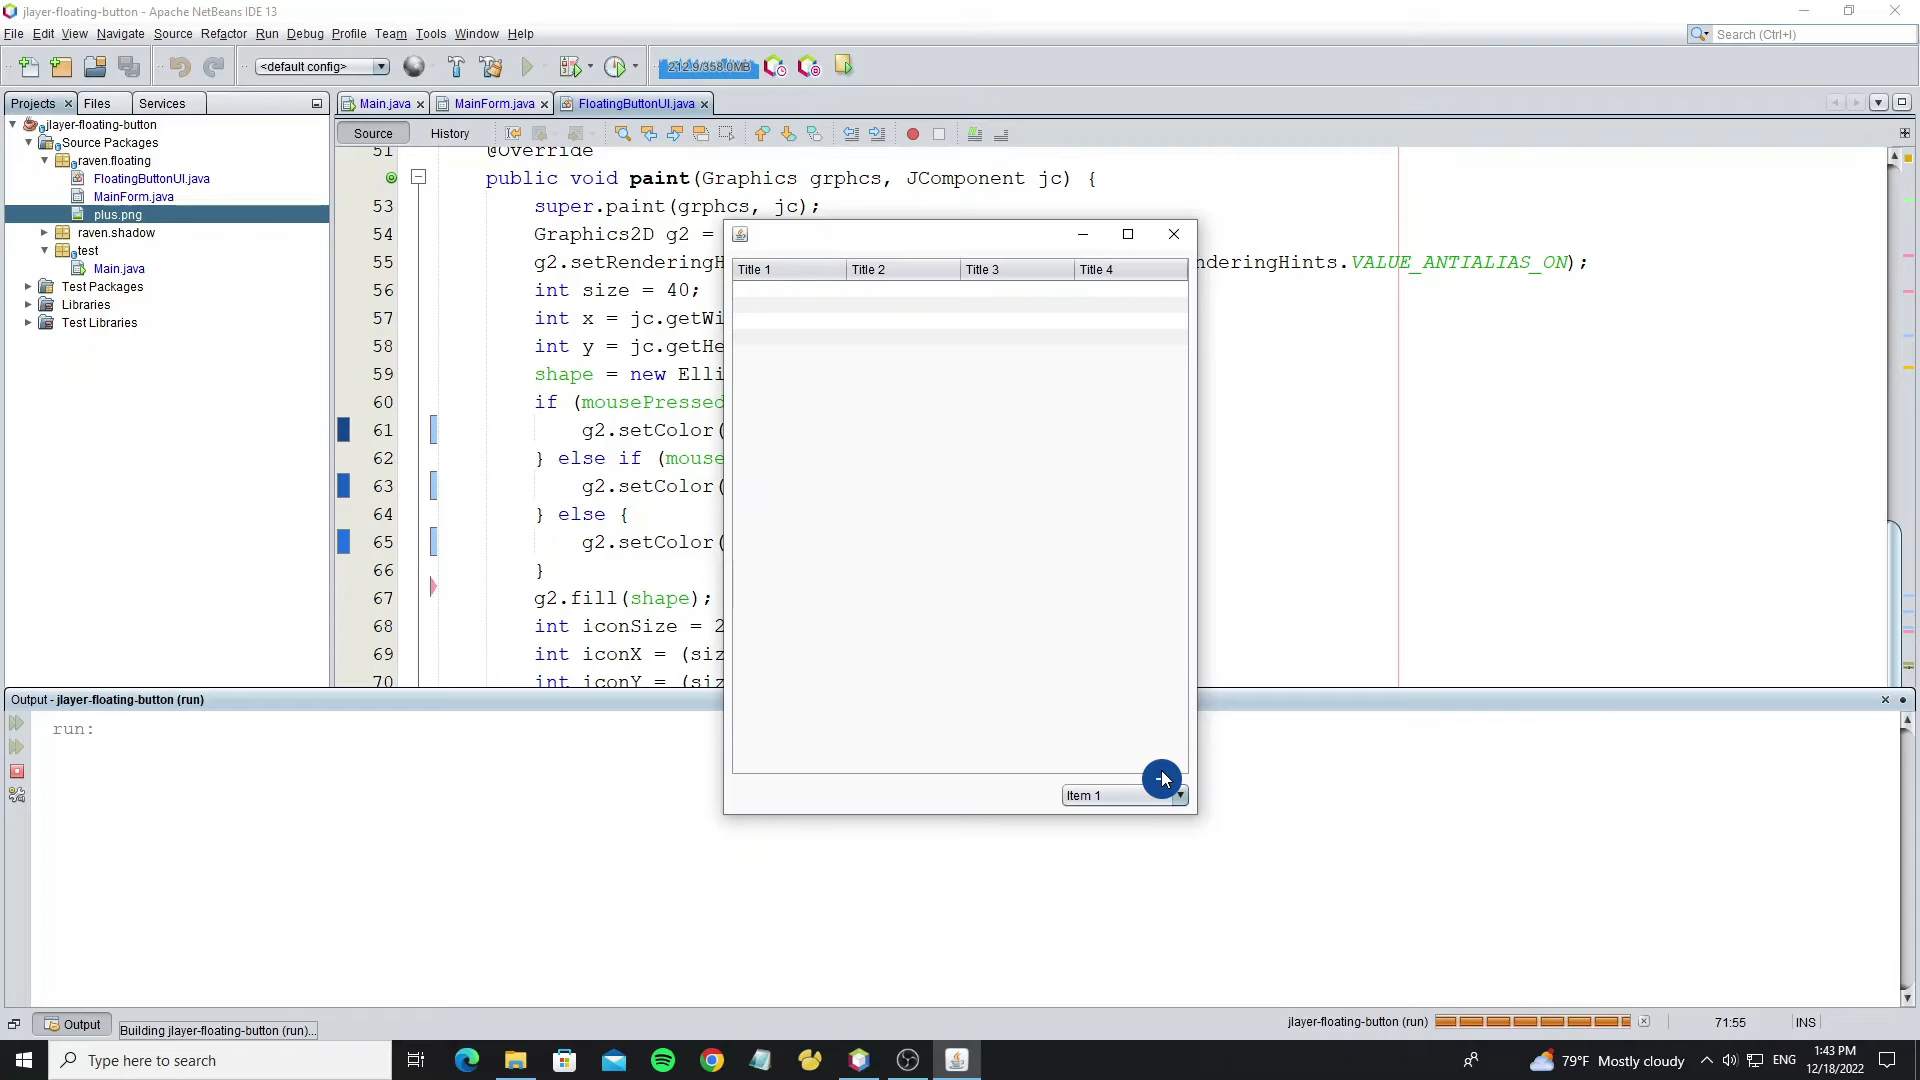 jlayer-floating-button - Apache NetBeans IDE 13
File Edit View Navigate Source Refactor Run Debug Profile Team Tools Window Help
Search (Ctrl+I)
<default config>
212.9/358.0MB
Projects Files Services
Main.java MainForm.java FloatingButtonUI.java
Source History
jlayer-floating-button
Source Packages
raven.floating
FloatingButtonUI.java
MainForm.java
plus.png
raven.shadow
test
Main.java
Test Packages
Libraries
Test Libraries
51 @Override
public void paint(Graphics grphcs, JComponent jc) {
53 super.paint(grphcs, jc);
54 Graphics2D g2 =
55 g2.setRenderingH nderingHints.VALUE_ANTIALIAS_ON);
56 int size = 40;
57 int x = jc.getWi
58 int y = jc.getHe
59 shape = new Elli
60 if (mousePressed
61 g2.setColor(
62 } else if (mouse
63 g2.setColor(
64 } else {
65 g2.setColor(
66 }
67 g2.fill(shape);
68 int iconSize = 2
69 int iconX = (siz
70 int iconY = (siz
Title 1 Title 2 Title 3 Title 4
Item 1
Output - jlayer-floating-button (run)
run:
Output
Building jlayer-floating-button (run)...
jlayer-floating-button (run)
71:55
INS
Type here to search
79°F Mostly cloudy
ENG
1:43 PM
12/18/2022